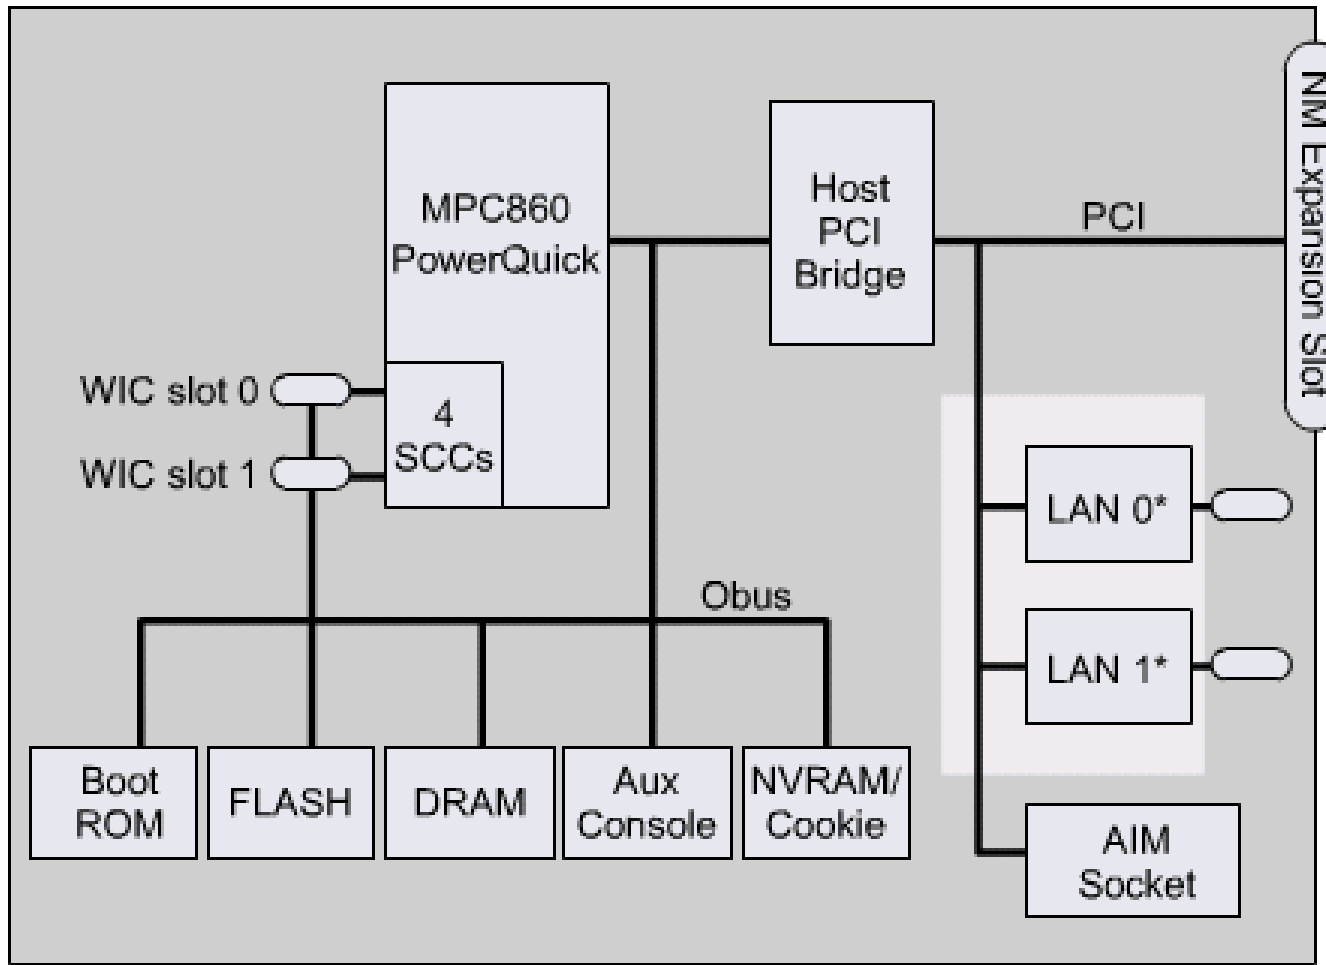 MPC860
PowerQuick
Host
PCI
Bridge
PCI
NM Expansion Slot
WIC slot 0
4
SCCs
WIC slot 1
LAN 0*
Obus
LAN 1*
Boot
ROM
FLASH
DRAM
Aux
Console
NVRAM/
Cookie
AIM
Socket